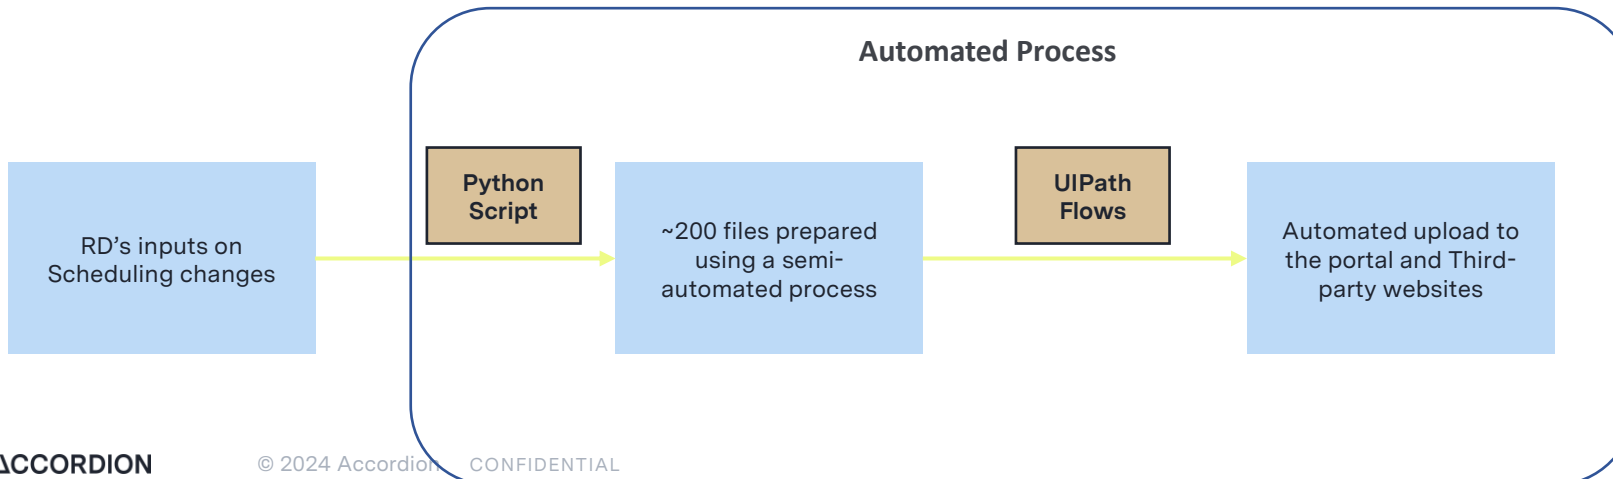 Automated Process
Python
Script
UIPath
Flows
RD’s inputs on
Scheduling changes
~200 files prepared
using a semi-
automated process
Automated upload to
the portal and Third-
party websites
ACCORDION
© 2024 Accordion CONFIDENTIAL